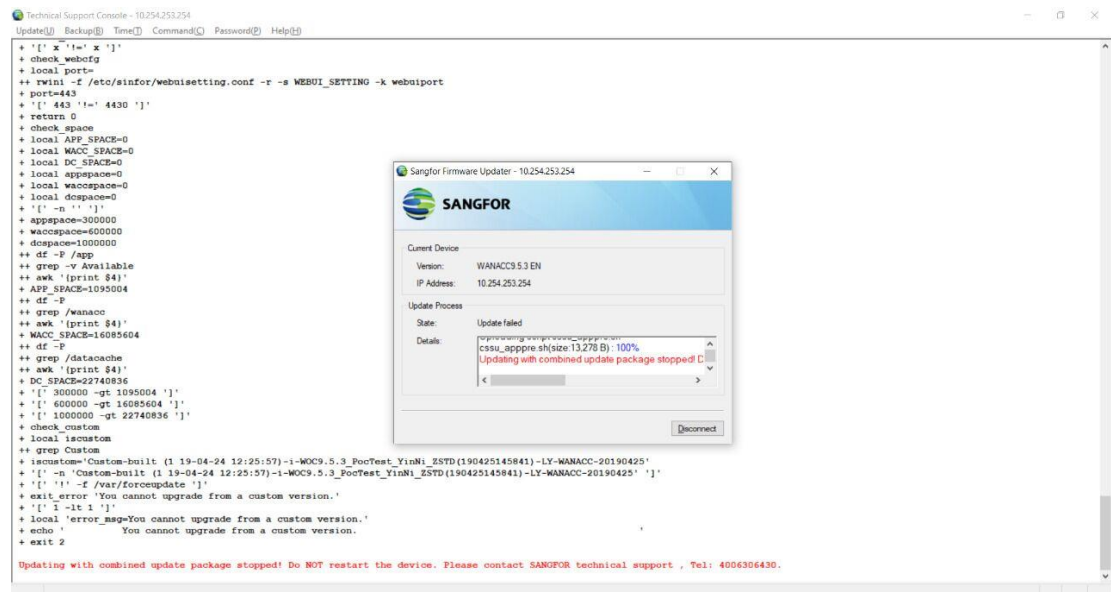 Technical Support Console - 10.254.253.254
Update(U) Backup(B) Time(T) Command(C) Password(P) Help(H)
+ '[' x '!=' x ']'
+ check_webcfg
+ local port=
++ rwini -f /etc/sinfor/webuisetting.conf -r -s WEBUI_SETTING -k webuiport
+ port=443
+ '[' 443 '!=' 4430 ']'
+ return 0
+ check_space
+ local APP_SPACE=0
+ local WACC_SPACE=0
+ local DC_SPACE=0
+ local appspace=0
+ local waccspace=0
+ local dcspace=0
+ '[' -n '' ']'
+ appspace=300000
+ waccspace=600000
+ dcspace=1000000
++ df -P /app
++ grep -v Available
++ awk '{print $4}'
+ APP_SPACE=1095004
++ df -P
++ grep /wanacc
++ awk '{print $4}'
+ WACC_SPACE=16085604
++ df -P
++ grep /datacache
++ awk '{print $4}'
+ DC_SPACE=22740836
+ '[' 300000 -gt 1095004 ']'
+ '[' 600000 -gt 16085604 ']'
+ '[' 1000000 -gt 22740836 ']'
+ check_custom
+ local iscustom
++ grep Custom
+ iscustom='Custom-built (1 19-04-24 12:25:57)-i-WOC9.5.3_PocTest_YinNi_ZSTD(190425145841)-LY-WANACC-20190425'
+ '[' -n 'Custom-built (1 19-04-24 12:25:57)-i-WOC9.5.3_PocTest_YinNi_ZSTD(190425145841)-LY-WANACC-20190425' ']'
+ '[' '!' -f /var/forceupdate ']'
+ exit_error 'You cannot upgrade from a custom version.'
+ '[' 1 -lt 1 ']'
+ local 'error_msg=You cannot upgrade from a custom version.'
+ echo ' You cannot upgrade from a custom version. '
+ exit 2
Updating with combined update package stopped! Do NOT restart the device. Please contact SANGFOR technical support , Tel: 4006306430.
Sangfor Firmware Updater - 10.254.253.254
SANGFOR
Current Device
Version: WANACC9.5.3 EN
IP Address: 10.254.253.254
Update Process
State: Update failed
Details:
cssu_apppre.sh(size:13,278 B) : 100%
Updating with combined update package stopped! D
Disconnect